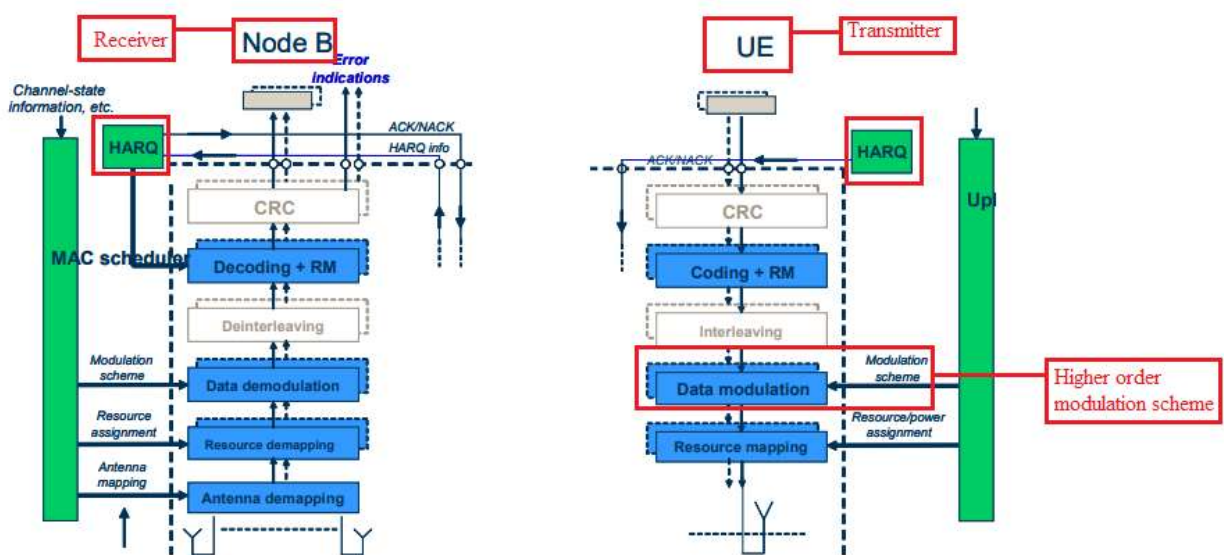 Receiver
Node B
Error
indications
Channel-state
information, etc.
HARQ
ACK/NACK
HARQ info
CRC
MAC scheduler
Decoding + RM
Deinterleaving
Modulation
scheme
Data demodulation
Resource
assignment
Resource demapping
Antenna
mapping
Antenna demapping
UE
Transmitter
ACK/NACK
HARQ
CRC
Upl
Coding + RM
Interleaving
Modulation
scheme
Data modulation
Higher order
modulation scheme
Resource/power
assignment
Resource mapping